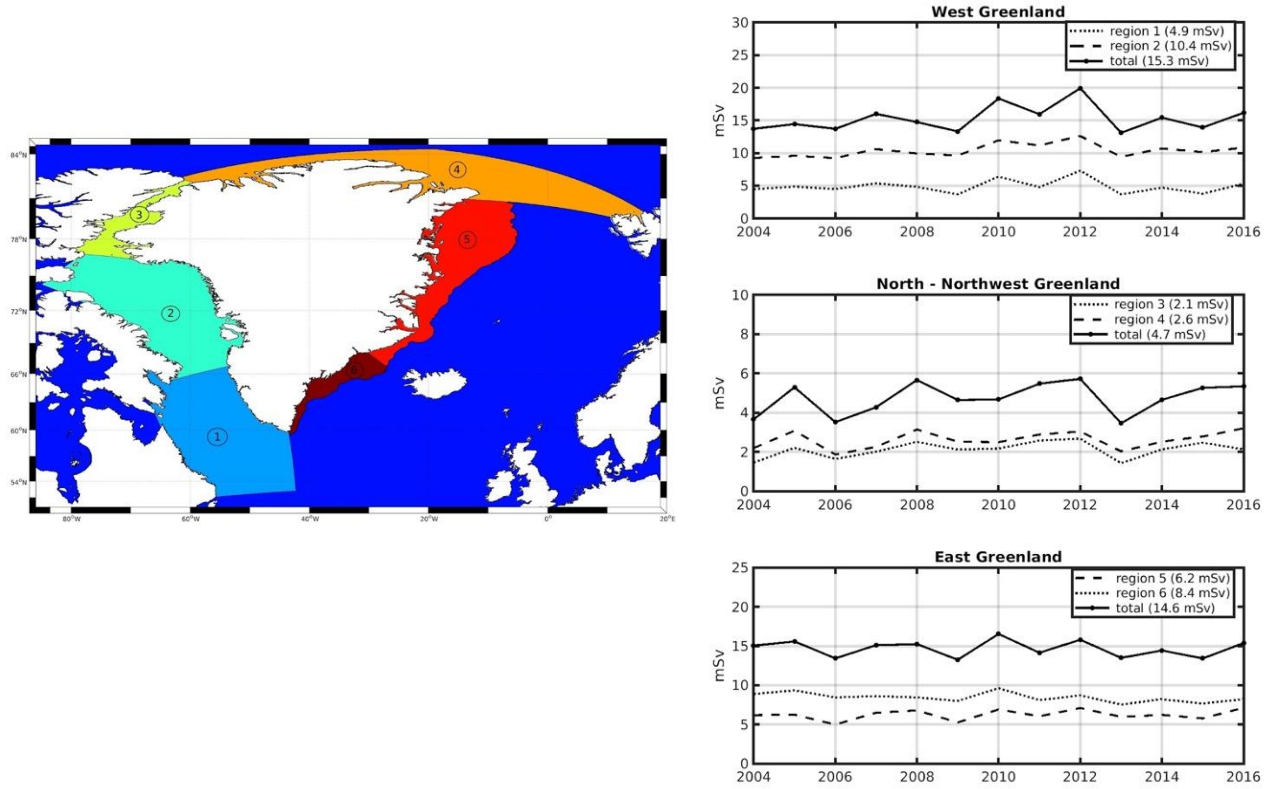 84°N
78°N
72°N
66°N
60°N
54°N
80°W
60°W
40°W
20°W
0°
20°E
1
2
3
4
5
6
West Greenland
region 1 (4.9 mSv)
region 2 (10.4 mSv)
total (15.3 mSv)
mSv
30
25
20
15
10
5
0
2004 2006 2008 2010 2012 2014 2016
North - Northwest Greenland
region 3 (2.1 mSv)
region 4 (2.6 mSv)
total (4.7 mSv)
mSv
10
8
6
4
2
0
2004 2006 2008 2010 2012 2014 2016
East Greenland
region 5 (6.2 mSv)
region 6 (8.4 mSv)
total (14.6 mSv)
mSv
25
20
15
10
5
0
2004 2006 2008 2010 2012 2014 2016